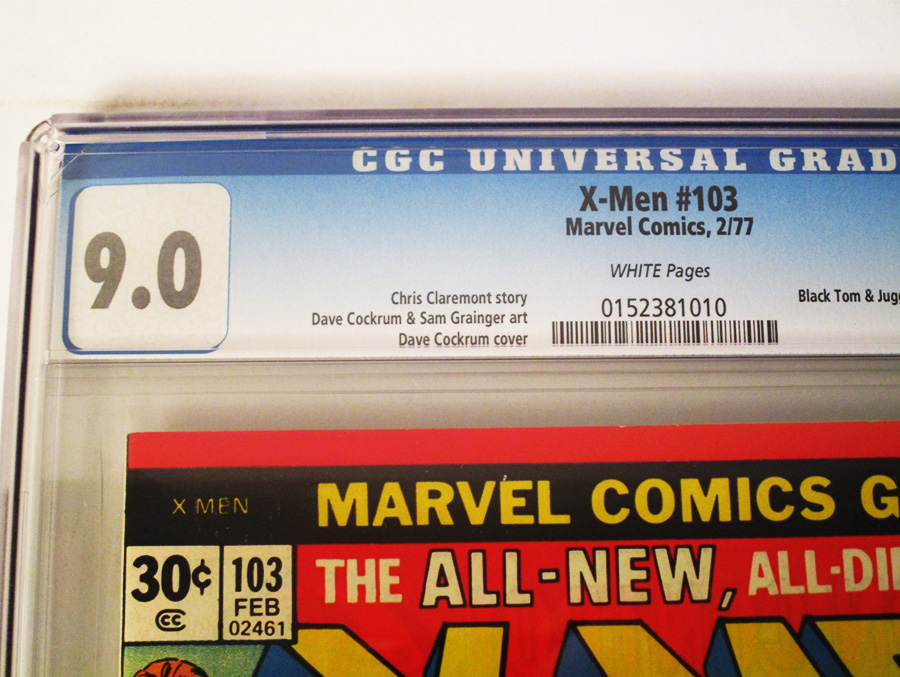 CGC UNIVERSAL GRAD
9.0
X-Men #103
Marvel Comics, 2/77
WHITE Pages
Chris Claremont story
Dave Cockrum & Sam Grainger art
Dave Cockrum cover
0152381010
Black Tom & Jugg
X MEN
MARVEL COMICS G
30¢
CC
103
FEB
02461
THE ALL-NEW, ALL-DI
X-MEN